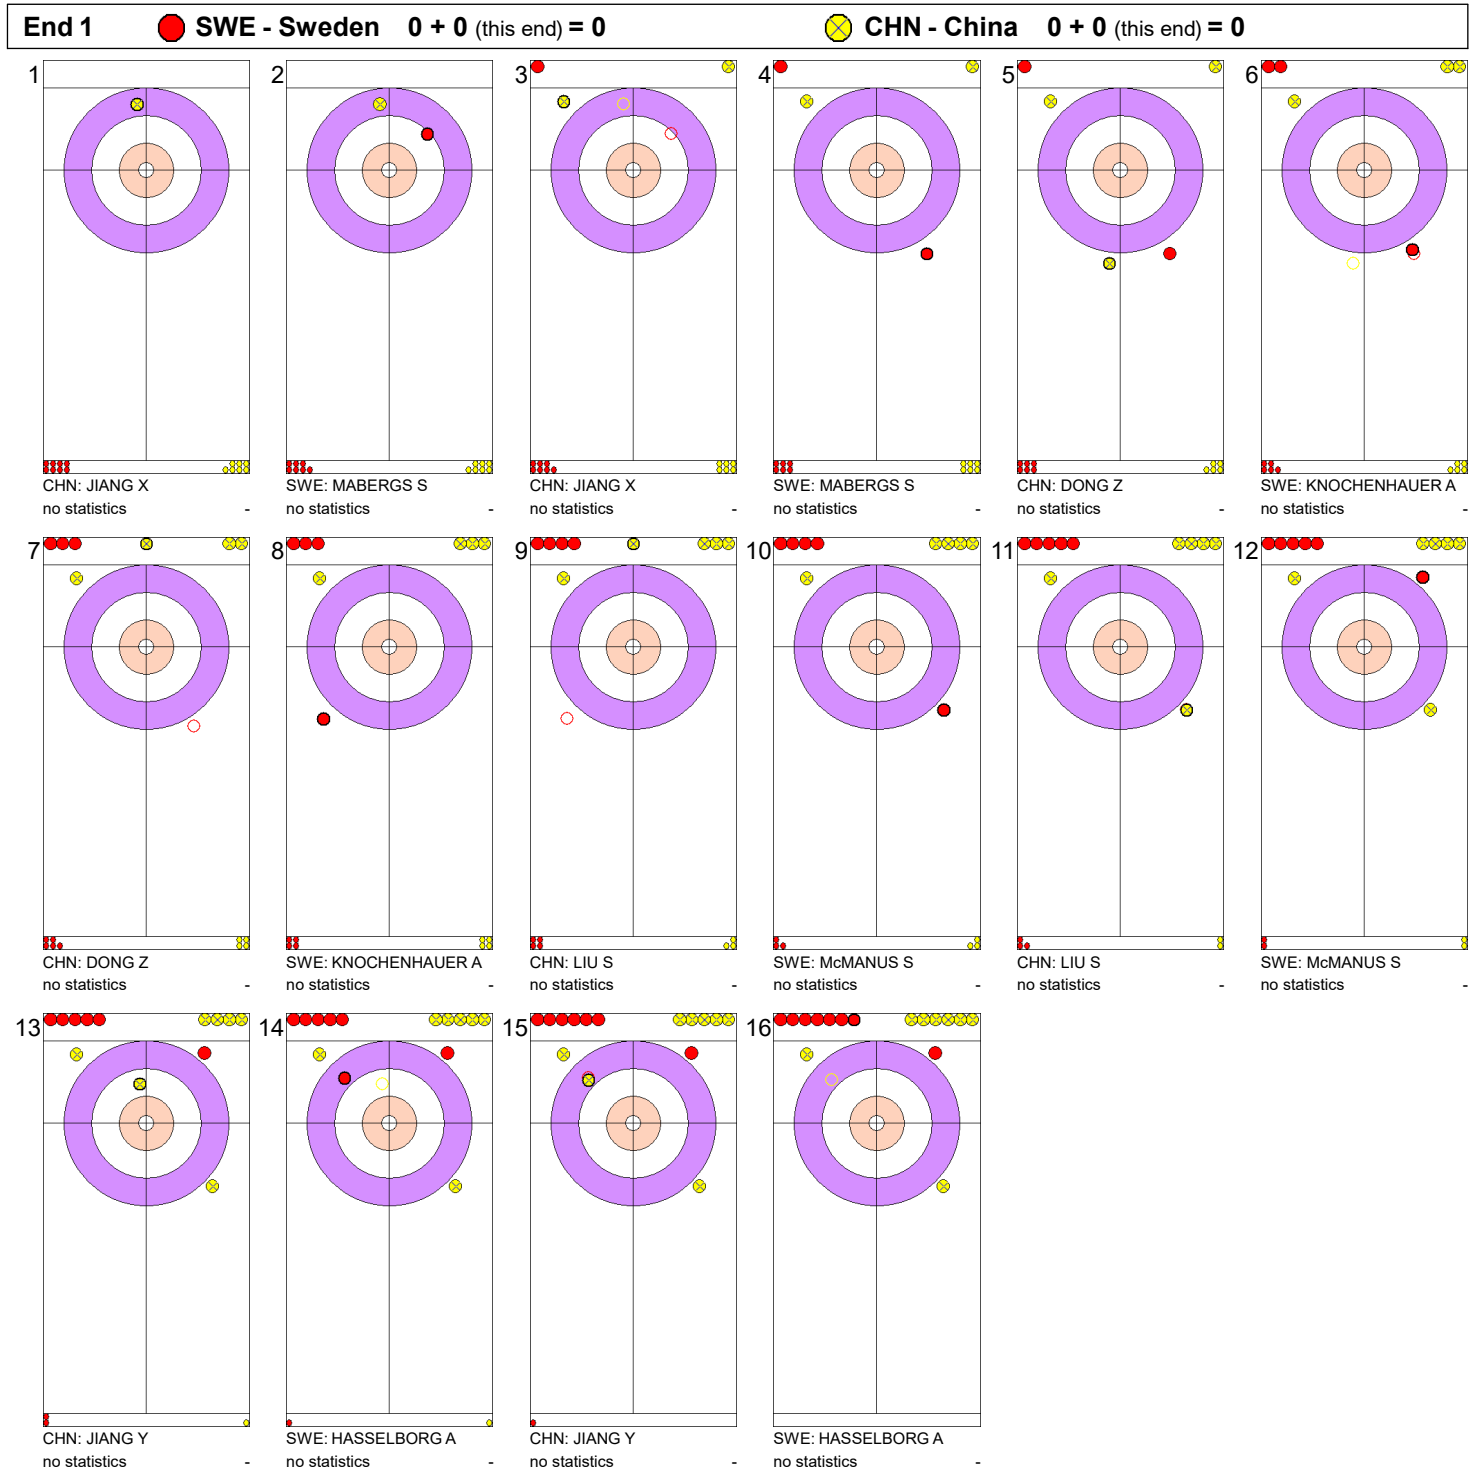 End 1 SWE - Sweden 0 + 0 (this end) = 0 CHN - China 0 + 0 (this end) = 0
1 2 3 4 5 6
CHN: JIANG X SWE: MABERGS S CHN: JIANG X SWE: MABERGS S CHN: DONG Z SWE: KNOCHENHAUER A
no statistics - no statistics - no statistics - no statistics - no statistics - no statistics -
7 8 9 10 11 12
CHN: DONG Z SWE: KNOCHENHAUER A CHN: LIU S SWE: McMANUS S CHN: LIU S SWE: McMANUS S
no statistics - no statistics - no statistics - no statistics - no statistics - no statistics -
13 14 15 16
CHN: JIANG Y SWE: HASSELBORG A CHN: JIANG Y SWE: HASSELBORG A
no statistics - no statistics - no statistics - no statistics -